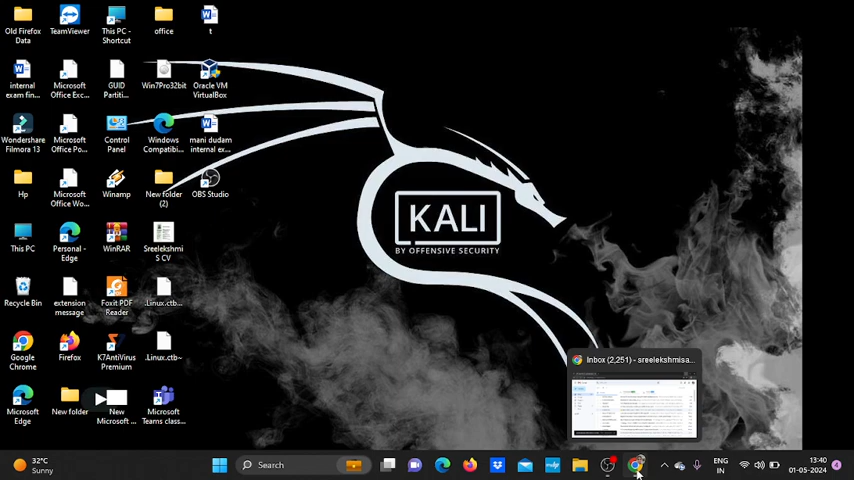 Old Firefox
Data
TeamViewer
This PC -
Shortcut
office
t
internal
exam fin...
Microsoft
Office Exc...
GUID
Partiti...
Win7Pro32bit
Oracle VM
VirtualBox
Wondershare
Filmora 13
Microsoft
Office Po...
Control
Panel
Windows
Compatibi...
mani dudam
internal ex...
Hp
Microsoft
Office Wo...
Winamp
New folder
(2)
OBS Studio
This PC
Personal -
Edge
WinRAR
Sreelekshmi
S CV
Recycle Bin
extension
message
Foxit PDF
Reader
.Linux.ctb...
Google
Chrome
Firefox
K7AntiVirus
Premium
.Linux.ctb~
Microsoft
Edge
New folder
New
Microsoft ...
Microsoft
Teams class...
KALI
BY OFFENSIVE SECURITY
Inbox (2,251) - sreelekshmisa...
32°C
Sunny
Search
ENG
IN
13:40
01-05-2024
4